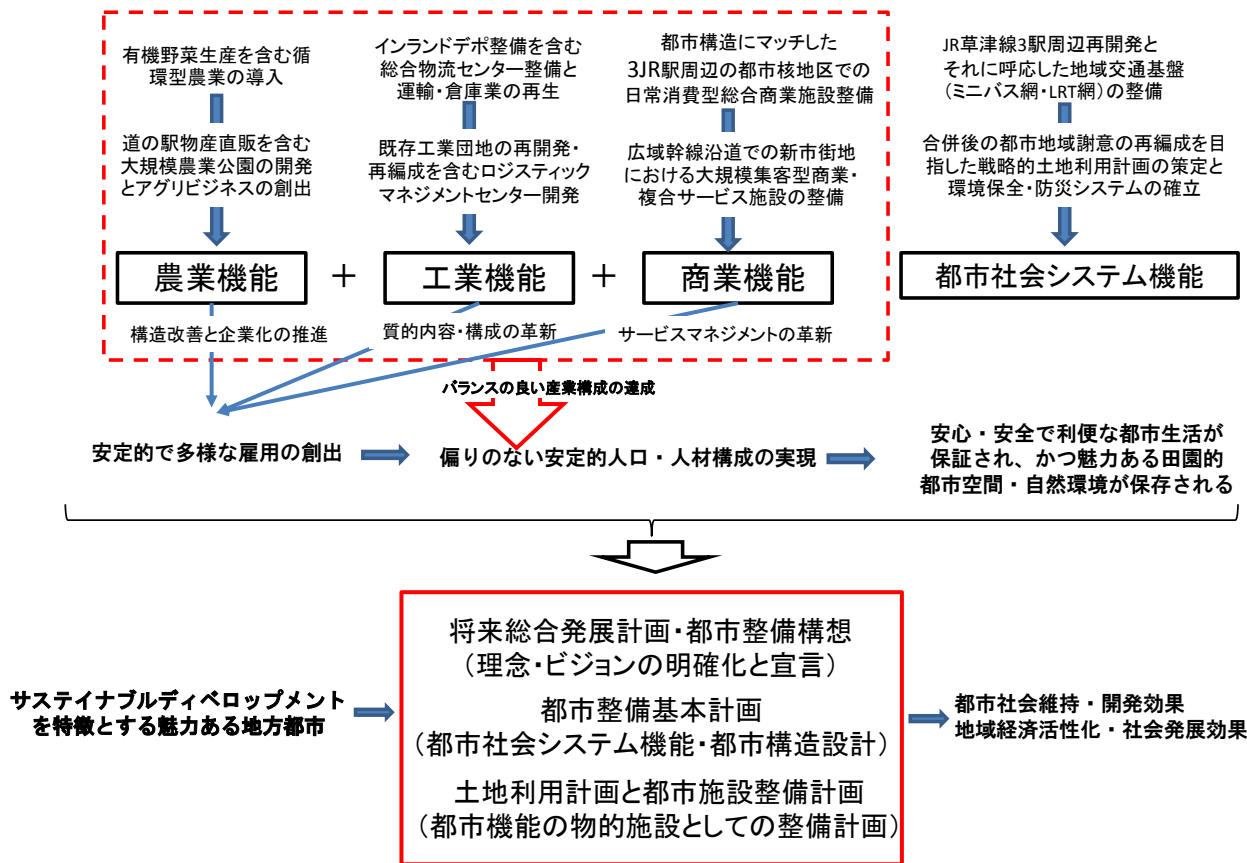 有機野菜生産を含む循
環型農業の導入
道の駅物産直販を含む
大規模農業公園の開発
とアグリビジネスの創出
農業機能
構造改善と企業化の推進
+
インランドデポ整備を含む
総合物流センター整備と
運輸・倉庫業の再生
既存工業団地の再開発・
再編成を含むロジスティック
マネジメントセンター開発
工業機能
質的内容・構成の革新
+
都市構造にマッチした
3JR駅周辺の都市核地区での
日常消費型総合商業施設整備
広域幹線沿道での新市街地
における大規模集客型商業・
複合サービス施設の整備
商業機能
サービスマネジメントの革新
JR草津線3駅周辺再開発と
それに呼応した地域交通基盤
(ミニバス網・LRT網)の整備
合併後の都市地域謝意の再編成を目
指した戦略的土地利用計画の策定と
環境保全・防災システムの確立
都市社会システム機能
バランスの良い産業構成の達成
安定的で多様な雇用の創出
偏りのない安定的人口・人材構成の実現
安心・安全で利便な都市生活が
保証され、かつ魅力ある田園的
都市空間・自然環境が保存される
サステイナブルディベロップメント
を特徴とする魅力ある地方都市
将来総合発展計画・都市整備構想
(理念・ビジョンの明確化と宣言)
都市整備基本計画
(都市社会システム機能・都市構造設計)
土地利用計画と都市施設整備計画
(都市機能の物的施設としての整備計画)
都市社会維持・開発効果
地域経済活性化・社会発展効果